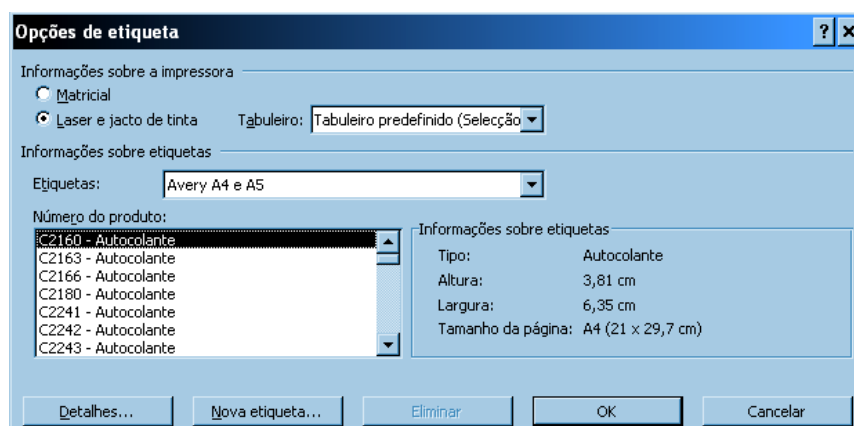 Opções de etiqueta
Informações sobre a impressora
Matricial
Laser e jacto de tinta Tabuleiro: Tabuleiro predefinido (Selecção
Informações sobre etiquetas
Etiquetas: Avery A4 e A5
Número do produto:
C2160 - Autocolante
C2163 - Autocolante
C2166 - Autocolante
C2180 - Autocolante
C2241 - Autocolante
C2242 - Autocolante
C2243 - Autocolante
Informações sobre etiquetas
Tipo: Autocolante
Altura: 3,81 cm
Largura: 6,35 cm
Tamanho da página: A4 (21 x 29,7 cm)
Detalhes... Nova etiqueta... Eliminar OK Cancelar